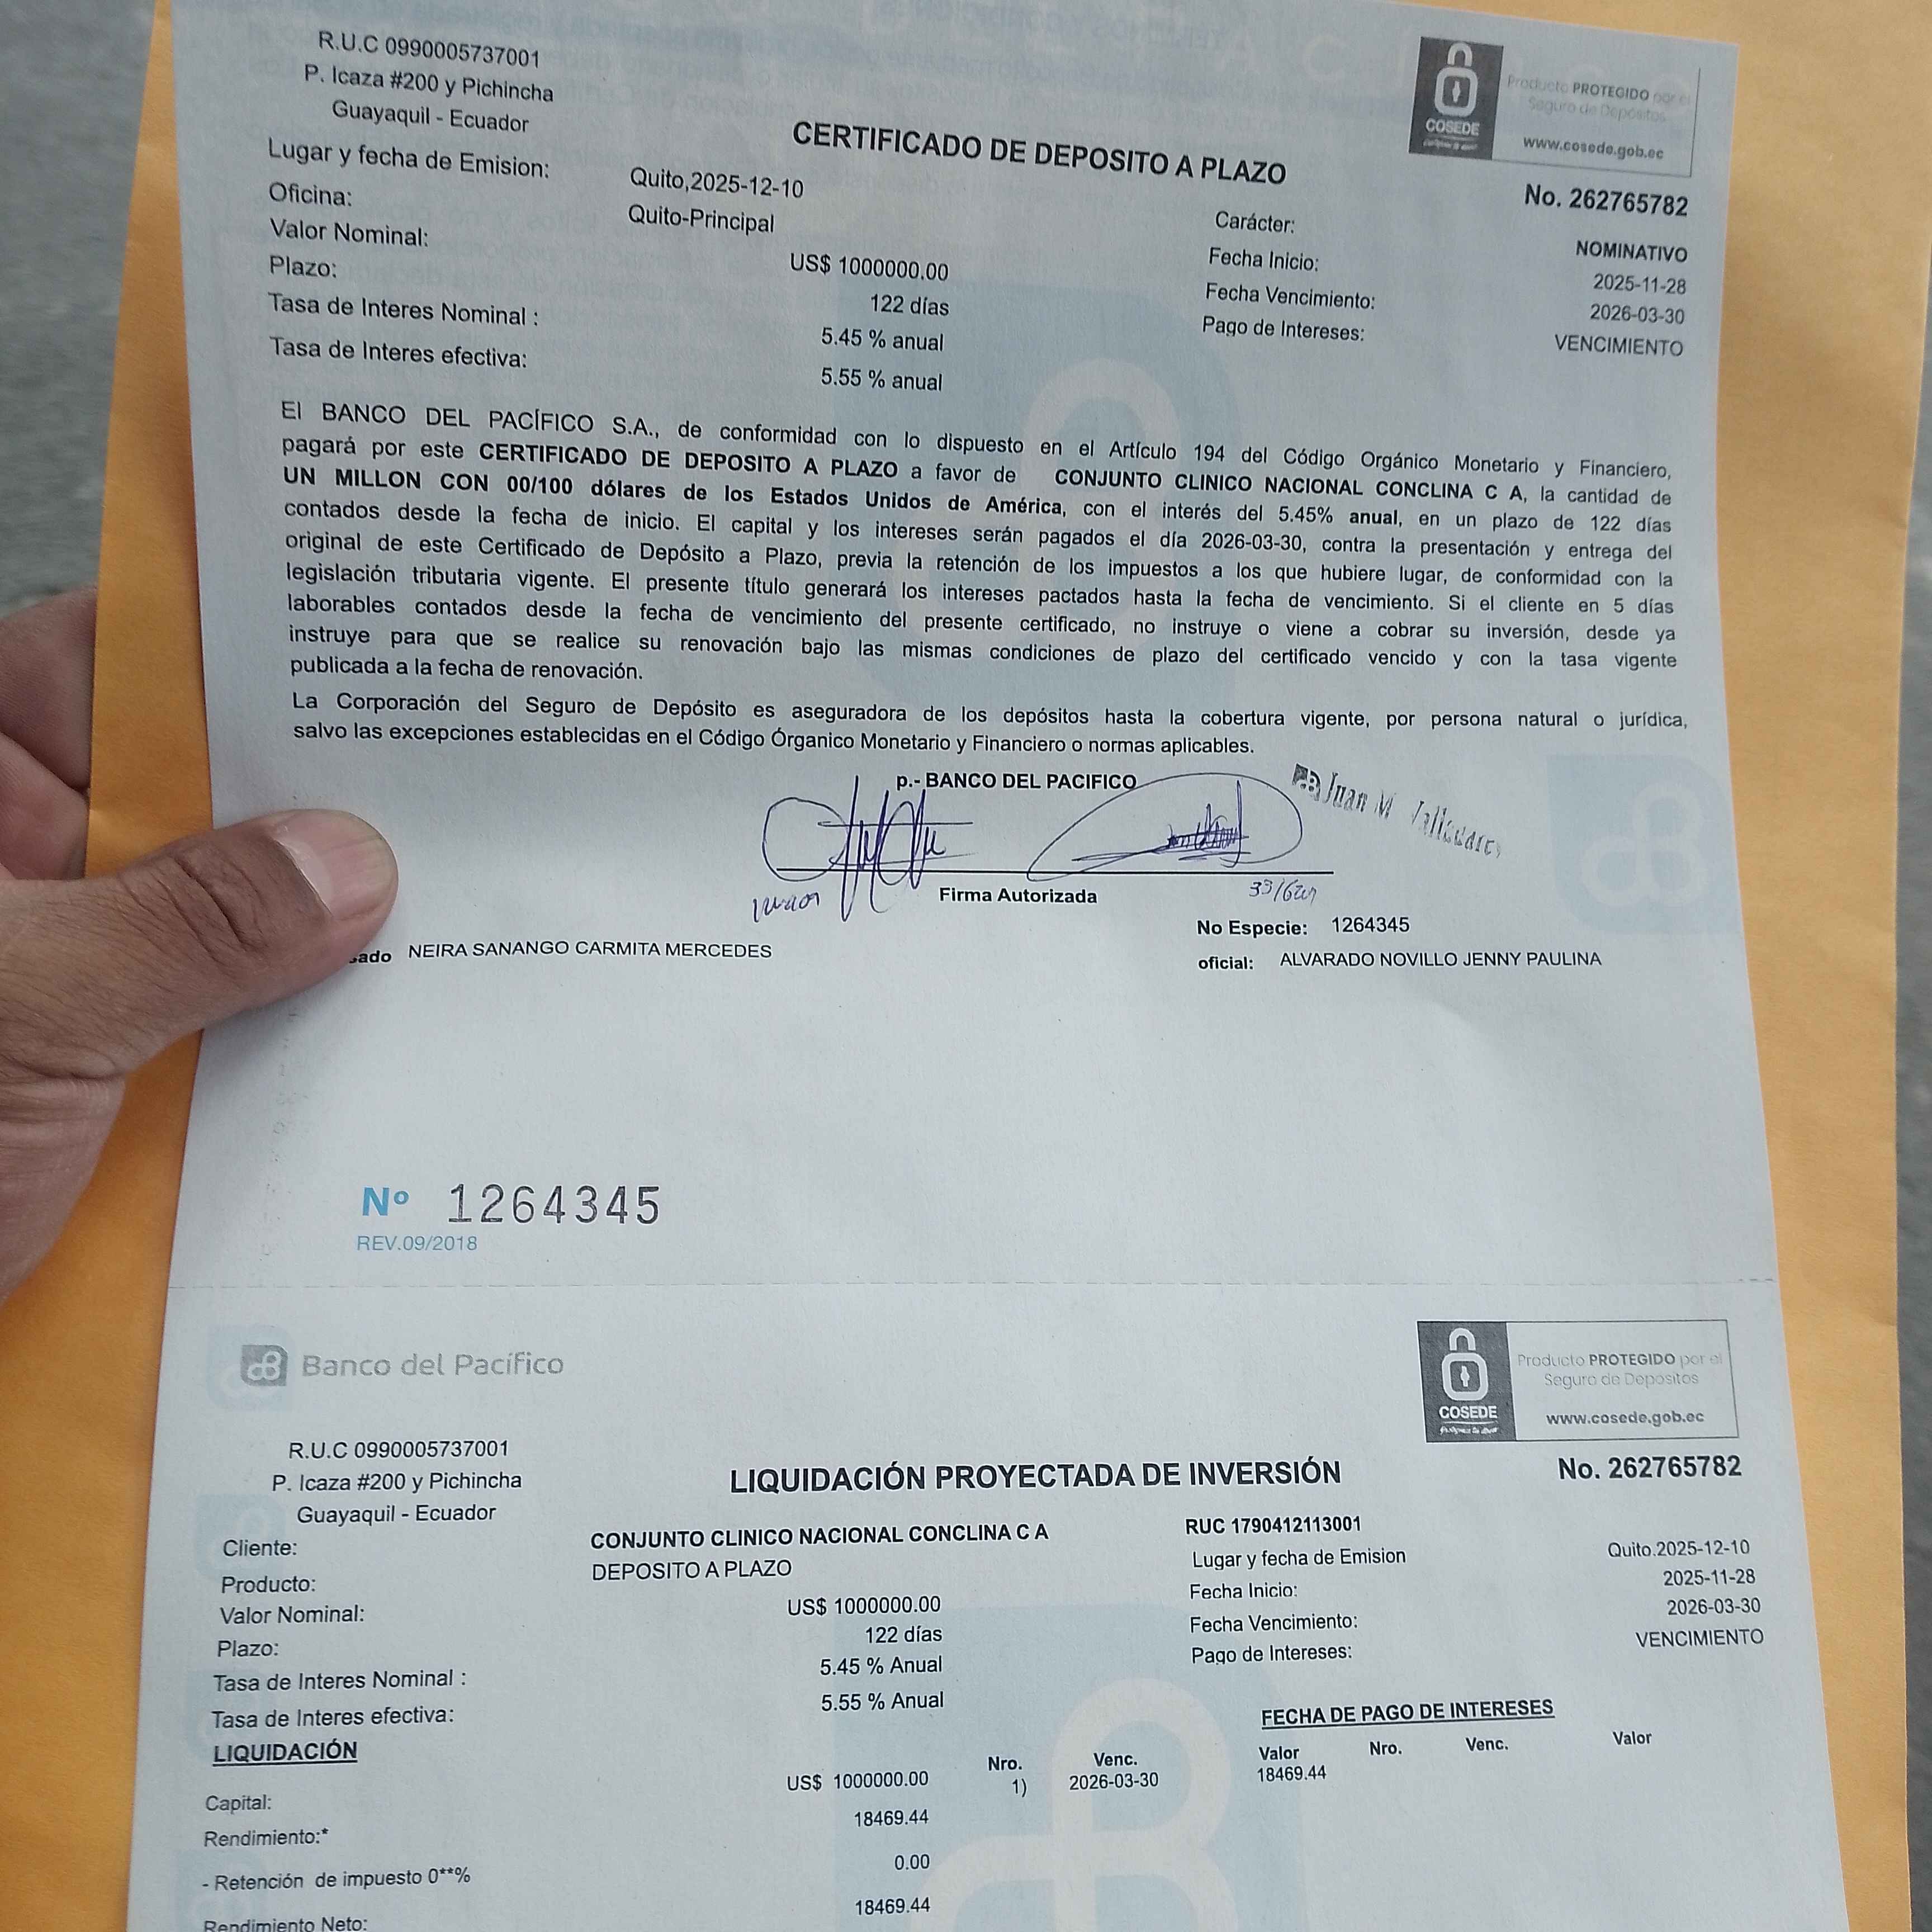 R.U.C 0990005737001
P. Icaza #200 y Pichincha
Guayaquil - Ecuador
COSEDE
Producto PROTEGIDO por el
Seguro de Depósitos
www.cosede.gob.ec
CERTIFICADO DE DEPOSITO A PLAZO
No. 262765782
Lugar y fecha de Emision: Quito,2025-12-10
Oficina: Quito-Principal
Carácter: NOMINATIVO
Valor Nominal: US$ 1000000.00
Fecha Inicio: 2025-11-28
Plazo: 122 días
Fecha Vencimiento: 2026-03-30
Tasa de Interes Nominal : 5.45 % anual
Pago de Intereses: VENCIMIENTO
Tasa de Interes efectiva: 5.55 % anual
El BANCO DEL PACÍFICO S.A., de conformidad con lo dispuesto en el Artículo 194 del Código Orgánico Monetario y Financiero,
pagará por este CERTIFICADO DE DEPOSITO A PLAZO a favor de CONJUNTO CLINICO NACIONAL CONCLINA C A, la cantidad de
UN MILLON CON 00/100 dólares de los Estados Unidos de América, con el interés del 5.45% anual, en un plazo de 122 días
contados desde la fecha de inicio. El capital y los intereses serán pagados el día 2026-03-30, contra la presentación y entrega del
original de este Certificado de Depósito a Plazo, previa la retención de los impuestos a los que hubiere lugar, de conformidad con la
legislación tributaria vigente. El presente título generará los intereses pactados hasta la fecha de vencimiento. Si el cliente en 5 días
laborables contados desde la fecha de vencimiento del presente certificado, no instruye o viene a cobrar su inversión, desde ya
instruye para que se realice su renovación bajo las mismas condiciones de plazo del certificado vencido y con la tasa vigente
publicada a la fecha de renovación.
La Corporación del Seguro de Depósito es aseguradora de los depósitos hasta la cobertura vigente, por persona natural o jurídica,
salvo las excepciones establecidas en el Código Órganico Monetario y Financiero o normas aplicables.
p.- BANCO DEL PACIFICO
Juan M
Firma Autorizada
No Especie: 1264345
NEIRA SANANGO CARMITA MERCEDES
oficial: ALVARADO NOVILLO JENNY PAULINA
Nº 1264345
REV.09/2018
Banco del Pacífico
COSEDE
Producto PROTEGIDO por el
Seguro de Depositos
www.cosede.gob.ec
R.U.C 0990005737001
P. Icaza #200 y Pichincha
Guayaquil - Ecuador
LIQUIDACIÓN PROYECTADA DE INVERSIÓN
No. 262765782
Cliente: CONJUNTO CLINICO NACIONAL CONCLINA C A
RUC 1790412113001
Producto: DEPOSITO A PLAZO
Lugar y fecha de Emision Quito.2025-12-10
Valor Nominal: US$ 1000000.00
Fecha Inicio: 2025-11-28
Plazo: 122 días
Fecha Vencimiento: 2026-03-30
Tasa de Interes Nominal : 5.45 % Anual
Pago de Intereses: VENCIMIENTO
Tasa de Interes efectiva: 5.55 % Anual
LIQUIDACIÓN
FECHA DE PAGO DE INTERESES
Nro. Venc. Valor Nro. Venc. Valor
1) 2026-03-30 18469.44
Capital: US$ 1000000.00
Rendimiento:* 18469.44
- Retención de impuesto 0**% 0.00
Rendimiento Neto: 18469.44